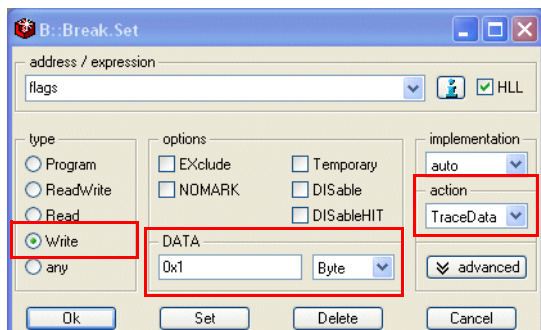 B::Break.Set
address / expression
flags
HLL
type
options
implementation
Program
EXclude
Temporary
auto
ReadWrite
NOMARK
DISable
action
Read
DISableHIT
TraceData
Write
DATA
any
0x1
Byte
advanced
Ok
Set
Delete
Cancel